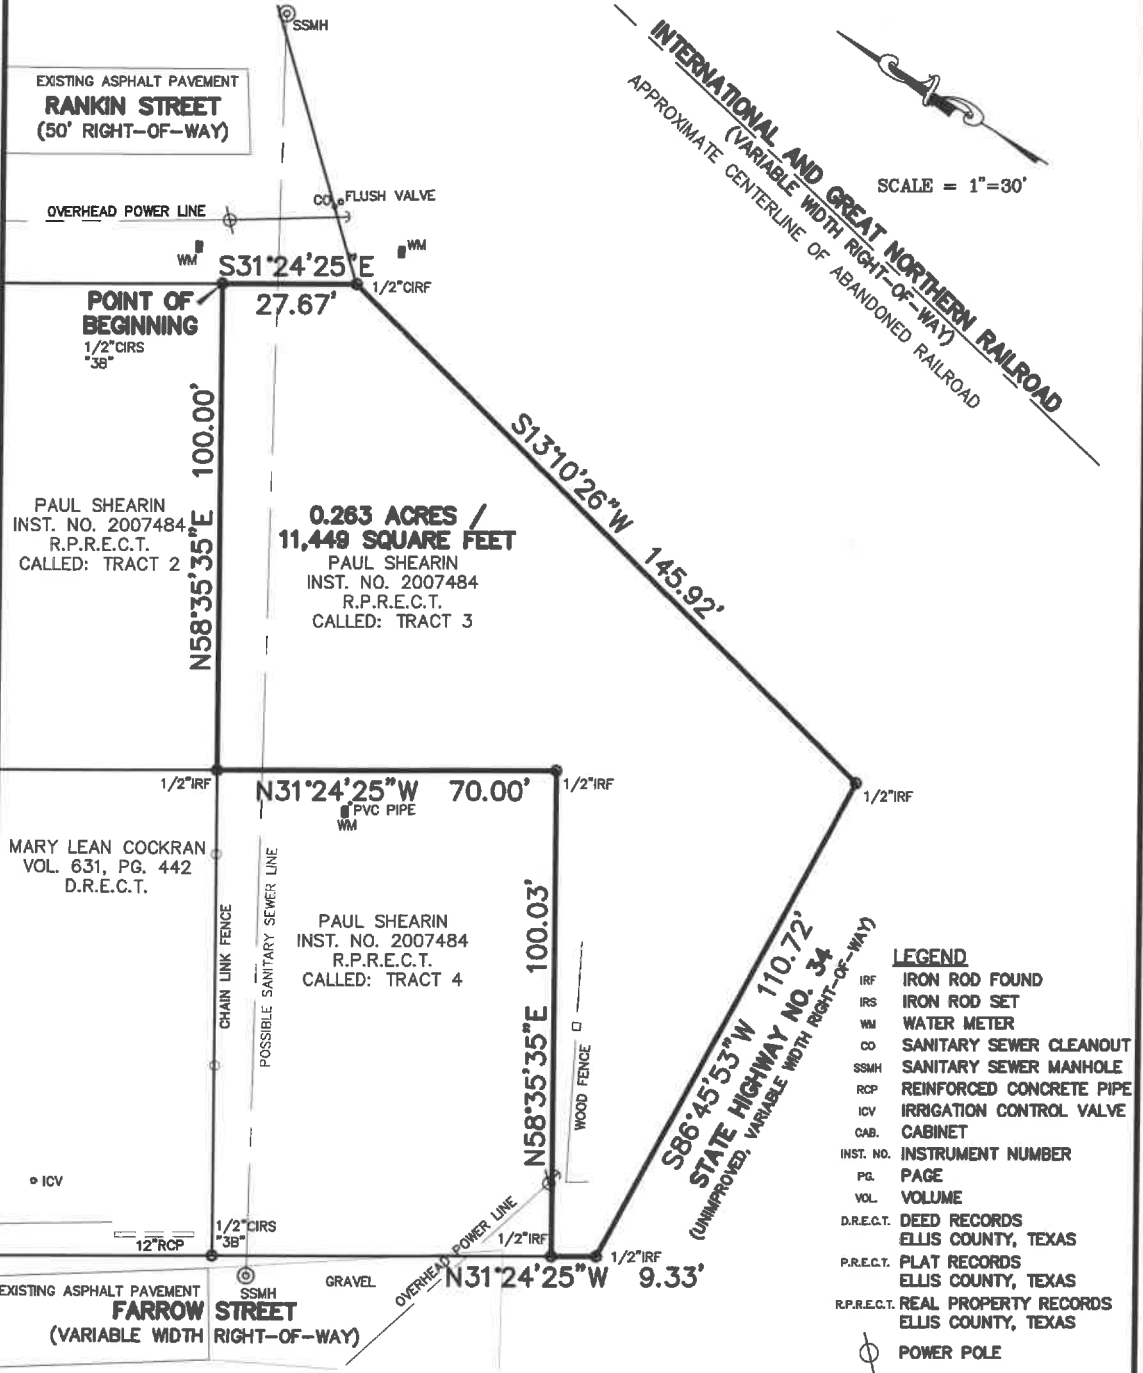 SSMH
EXISTING ASPHALT PAVEMENT
RANKIN STREET
(50' RIGHT-OF-WAY)
INTERNATIONAL AND GREAT NORTHERN RAILROAD
(VARIABLE WIDTH RIGHT-OF-WAY)
APPROXIMATE CENTERLINE OF ABANDONED RAILROAD
SCALE = 1"=30'
CO
FLUSH VALVE
OVERHEAD POWER LINE
WM
WM
S31°24'25"E
27.67'
1/2"CIRF
POINT OF
BEGINNING
1/2"CIRS
"3B"
N58°35'35"E 100.00'
S13°10'26"W 145.92'
PAUL SHEARIN
INST. NO. 2007484
R.P.R.E.C.T.
CALLED: TRACT 2
0.263 ACRES /
11,449 SQUARE FEET
PAUL SHEARIN
INST. NO. 2007484
R.P.R.E.C.T.
CALLED: TRACT 3
1/2"IRF
N31°24'25"W 70.00'
1/2"IRF
1/2"IRF
PVC PIPE
WM
MARY LEAN COCKRAN
VOL. 631, PG. 442
D.R.E.C.T.
CHAIN LINK FENCE
POSSIBLE SANITARY SEWER LINE
PAUL SHEARIN
INST. NO. 2007484
R.P.R.E.C.T.
CALLED: TRACT 4
N58°35'35"E 100.03'
WOOD FENCE
S86°45'53"W 110.72'
STATE HIGHWAY NO. 34
(UNIMPROVED, VARIABLE WIDTH RIGHT-OF-WAY)
ICV
12"RCP
1/2"CIRS
"3B"
OVERHEAD POWER LINE
1/2"IRF
1/2"IRF
N31°24'25"W 9.33'
EXISTING ASPHALT PAVEMENT
SSMH
GRAVEL
FARROW STREET
(VARIABLE WIDTH RIGHT-OF-WAY)
LEGEND
IRF IRON ROD FOUND
IRS IRON ROD SET
WM WATER METER
CO SANITARY SEWER CLEANOUT
SSMH SANITARY SEWER MANHOLE
RCP REINFORCED CONCRETE PIPE
ICV IRRIGATION CONTROL VALVE
CAB. CABINET
INST. NO. INSTRUMENT NUMBER
PG. PAGE
VOL. VOLUME
D.R.E.C.T. DEED RECORDS
ELLIS COUNTY, TEXAS
P.R.E.C.T. PLAT RECORDS
ELLIS COUNTY, TEXAS
R.P.R.E.C.T. REAL PROPERTY RECORDS
ELLIS COUNTY, TEXAS
POWER POLE